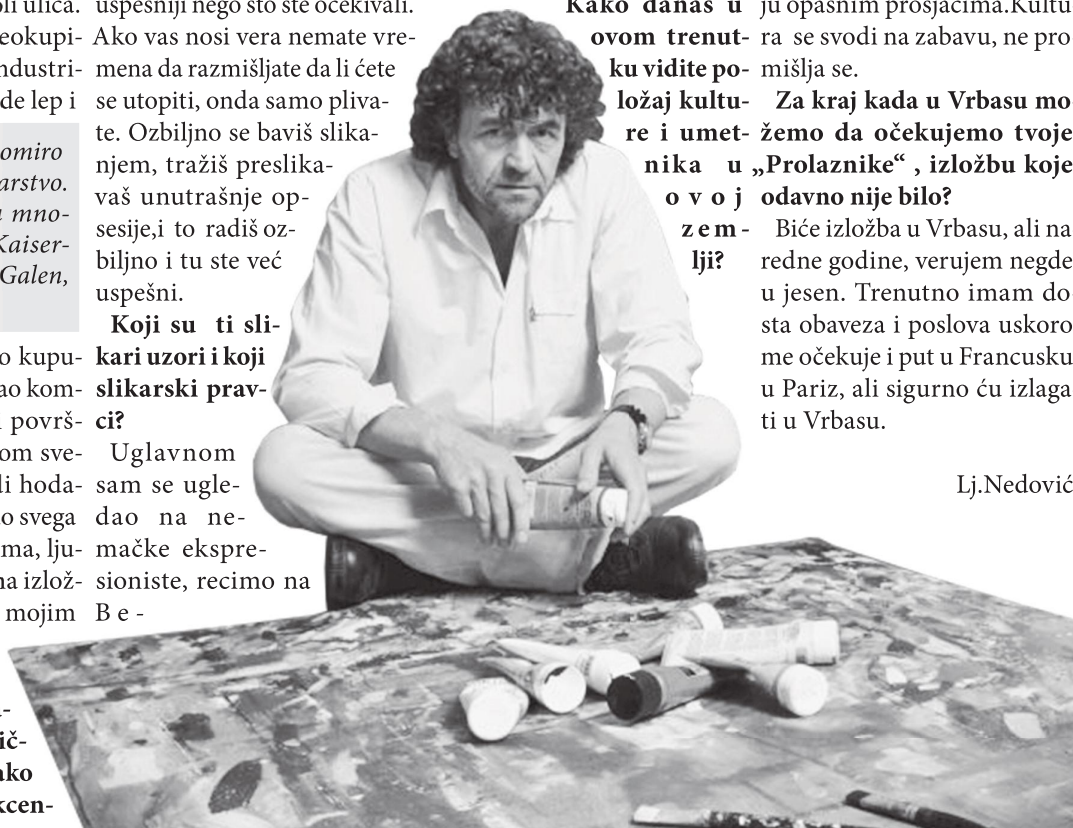 oli ulica.
eokupi-
ndustri-
de lep i
omiro
arstvo.
mno-
Kaiser-
Galen,
o kupu-
ao kom-
površ-
om sve-
di hoda-
o svega
ma, lju-
na izlož-
mojim
ič-
ako
kcen-
uspešniji nego što ste očekivali.
Ako vas nosi vera nemate vre-
mena da razmišljate da li ćete
se utopiti, onda samo pliva-
te. Ozbiljno se baviš slika-
njem, tražiš preslika-
vaš unutrašnje op-
sesije,i to radiš oz-
biljno i tu ste već
uspešni.
Koji su ti sli-
kari uzori i koji
slikarski prav-
ci?
Uglavnom
sam se ugle-
dao na ne-
mačke ekspre-
sioniste, recimo na
Be-
Kako danas u
ovom trenut-
ku vidite po-
ložaj kultu-
re i umet-
nika u
ovoj
zem-
lji?
ju opasnim prosjacima.Kultu
ra se svodi na zabavu, ne pro
mišlja se.
Za kraj kada u Vrbasu mo
žemo da očekujemo tvoje
„Prolaznike“ , izložbu koje
odavno nije bilo?
Biće izložba u Vrbasu, ali na
redne godine, verujem negde
u jesen. Trenutno imam do
sta obaveza i poslova uskoro
me očekuje i put u Francusku
u Pariz, ali sigurno ću izlaga
ti u Vrbasu.
Lj.Nedović